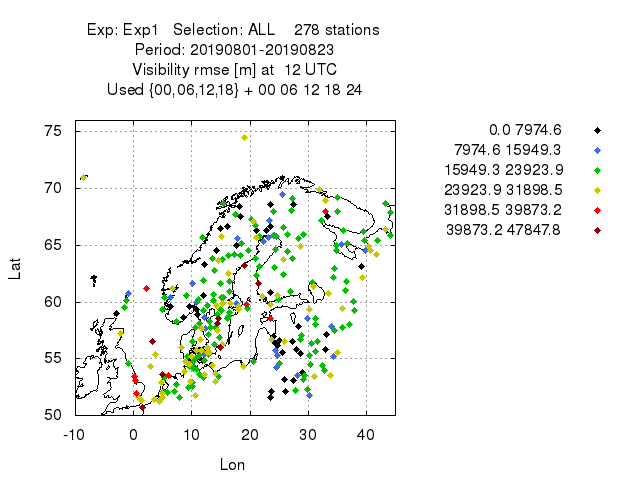 Exp: Exp1 Selection: ALL 278 stations
Period: 20190801-20190823
Visibility rmse [m] at 12 UTC
Used {00,06,12,18} + 00 06 12 18 24
0.0 7974.6
7974.6 15949.3
15949.3 23923.9
23923.9 31898.5
31898.5 39873.2
39873.2 47847.8
75
70
65
60
55
50
Lat
-10 0 10 20 30 40
Lon